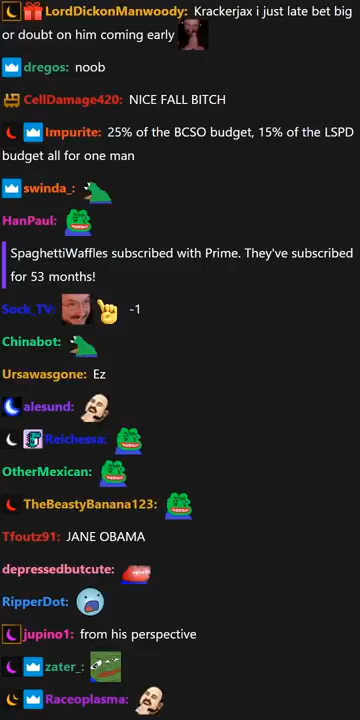 LordDickonManwoody: Krackerjax i just late bet big
or doubt on him coming early
dregos: noob
CellDamage420: NICE FALL BITCH
Impurite: 25% of the BCSO budget, 15% of the LSPD
budget all for one man
swinda_:
HanPaul:
SpaghettiWaffles subscribed with Prime. They've subscribed
for 53 months!
Sock_TV: -1
Chinabot:
Ursawasgone: Ez
alesund:
Reichessa:
OtherMexican:
TheBeastyBanana123:
Tfoutz91: JANE OBAMA
depressedbutcute:
RipperDot:
jupino1: from his perspective
zater_:
Raceoplasma: